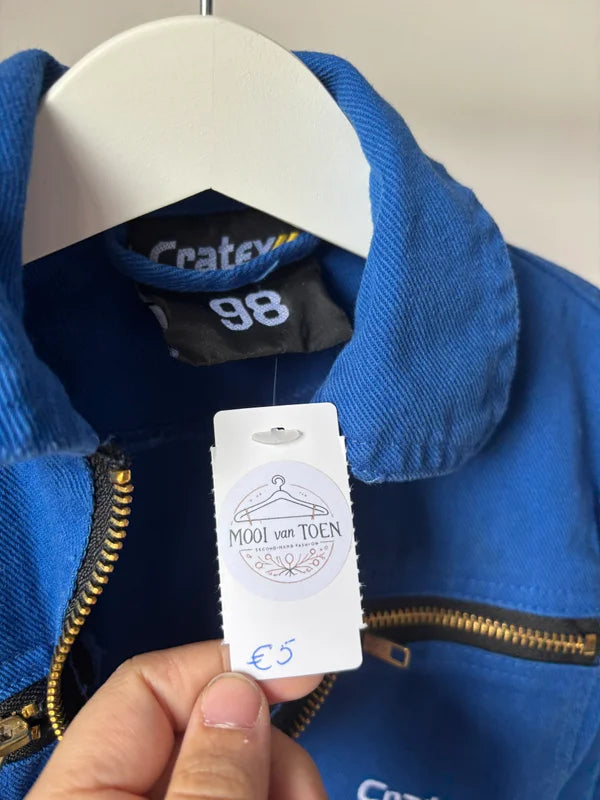 Cratex
98
MOOI van TOEN
SECOND-HAND FASHION
€5